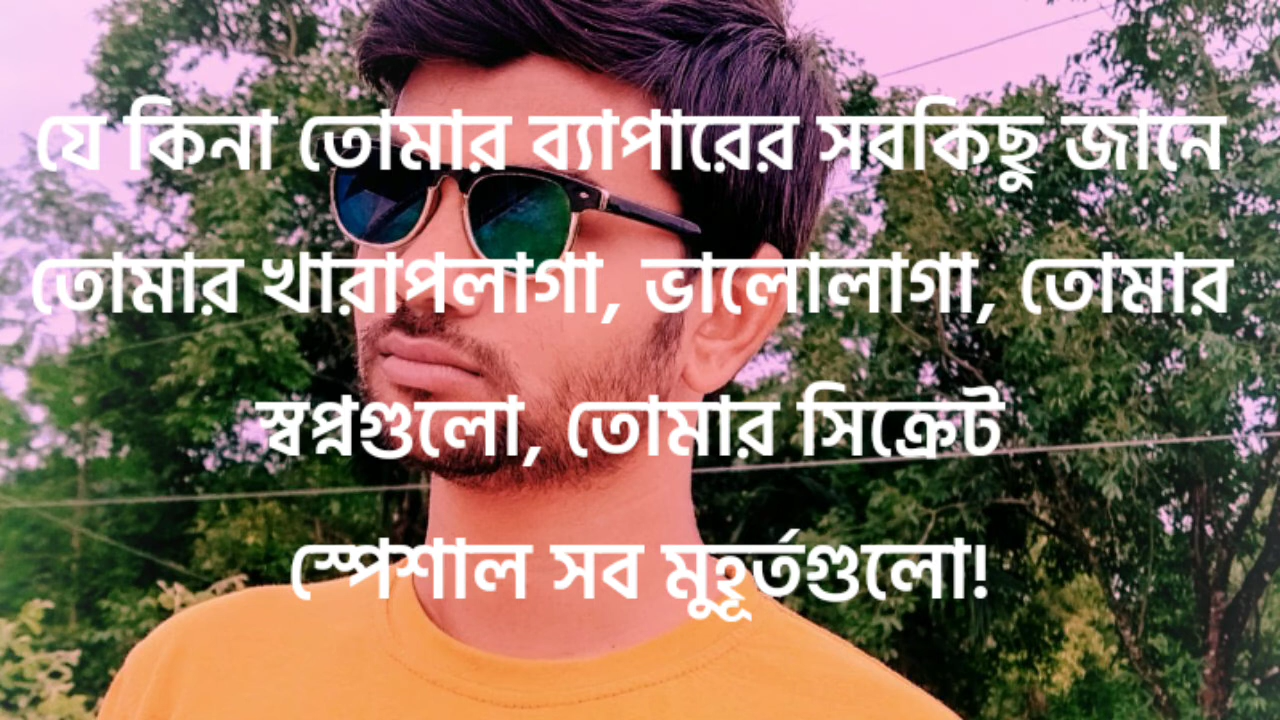 যে কিনা তোমার ব্যাপারের সবকিছু জানে
তোমার খারাপলাগা, ভালোলাগা, তোমার
স্বপ্নগুলো, তোমার সিক্রেট
স্পেশাল সব মুহূর্তগুলো!